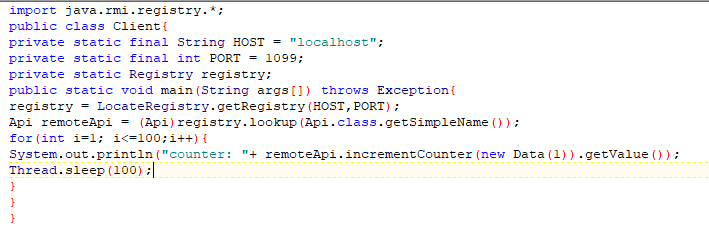 import java.rmi.registry.*;
public class Client{
private static final String HOST = "localhost";
private static final int PORT = 1099;
private static Registry registry;
public static void main(String args[]) throws Exception{
registry = LocateRegistry.getRegistry(HOST,PORT);
Api remoteApi = (Api)registry.lookup(Api.class.getSimpleName());
for(int i=1; i<=100;i++){
System.out.println("counter: "+ remoteApi.incrementCounter(new Data(1)).getValue());
Thread.sleep(100);
}
}
}